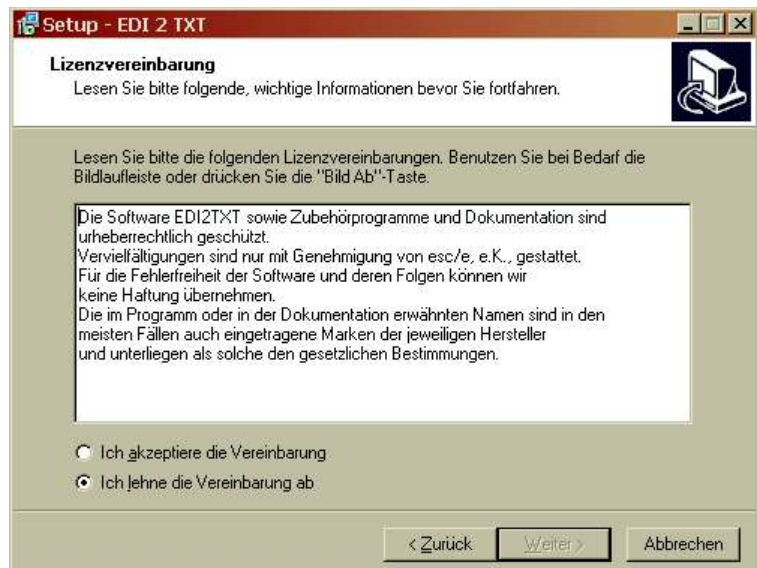 Setup - EDI 2 TXT
Lizenzvereinbarung
Lesen Sie bitte folgende, wichtige Informationen bevor Sie fortfahren.
Lesen Sie bitte die folgenden Lizenzvereinbarungen. Benutzen Sie bei Bedarf die
Bildlaufleiste oder drücken Sie die "Bild Ab"-Taste.
Die Software EDI2TXT sowie Zubehörprogramme und Dokumentation sind
urheberrechtlich geschützt.
Vervielfältigungen sind nur mit Genehmigung von esc/e, e.K., gestattet.
Für die Fehlerfreiheit der Software und deren Folgen können wir
keine Haftung übernehmen.
Die im Programm oder in der Dokumentation erwähnten Namen sind in den
meisten Fällen auch eingetragene Marken der jeweiligen Hersteller
und unterliegen als solche den gesetzlichen Bestimmungen.
Ich akzeptiere die Vereinbarung
Ich lehne die Vereinbarung ab
< Zurück Weiter > Abbrechen